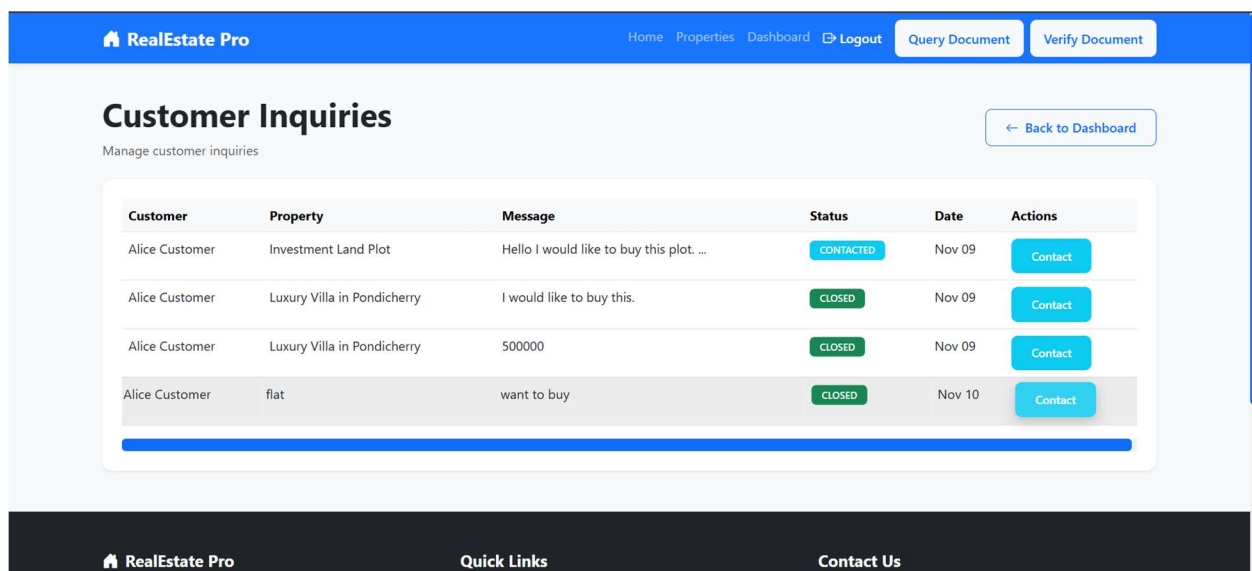 RealEstate Pro Home Properties Dashboard Logout Query Document Verify Document
Customer Inquiries
← Back to Dashboard
Manage customer inquiries
Customer Property Message Status Date Actions
Alice Customer Investment Land Plot Hello I would like to buy this plot. ... CONTACTED Nov 09 Contact
Alice Customer Luxury Villa in Pondicherry I would like to buy this. CLOSED Nov 09 Contact
Alice Customer Luxury Villa in Pondicherry 500000 CLOSED Nov 09 Contact
Alice Customer flat want to buy CLOSED Nov 10 Contact
RealEstate Pro Quick Links Contact Us